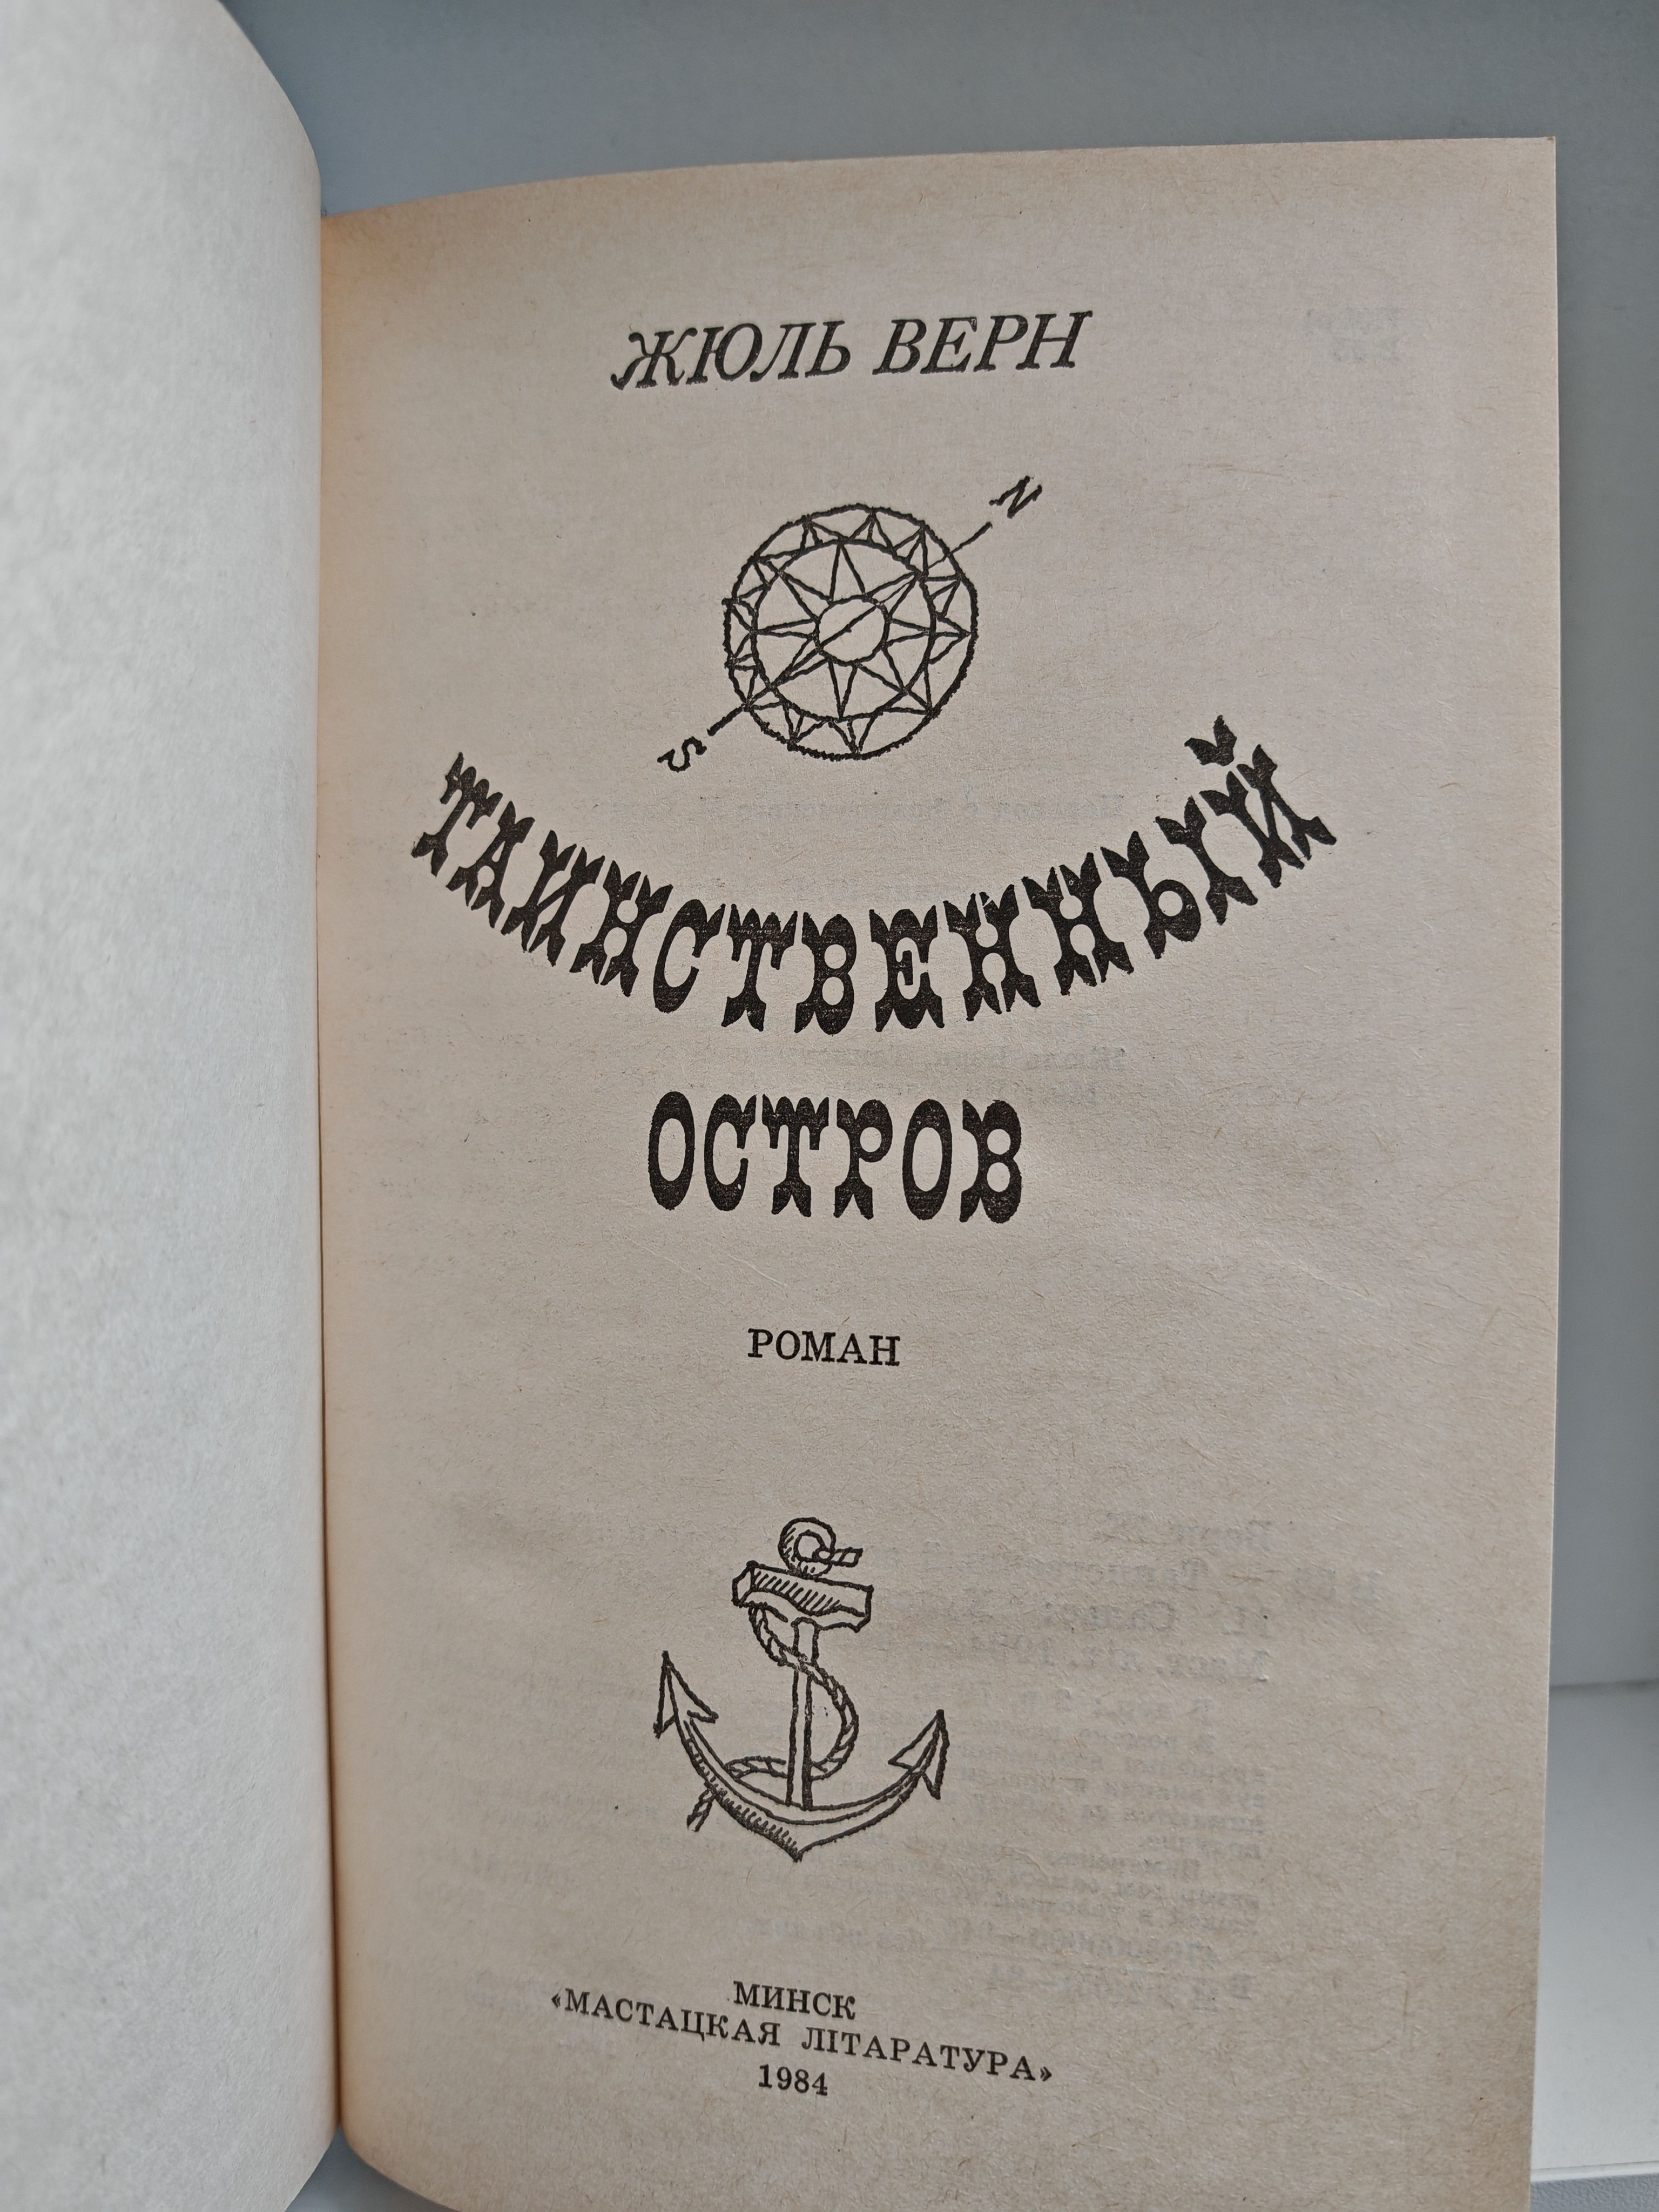 ЖЮЛЬ ВЕРН
N
S
ТАИНСТВЕННЫЙ
ОСТРОВ
РОМАН
МИНСК
«МАСТАЦКАЯ ЛІТАРАТУРА»
1984